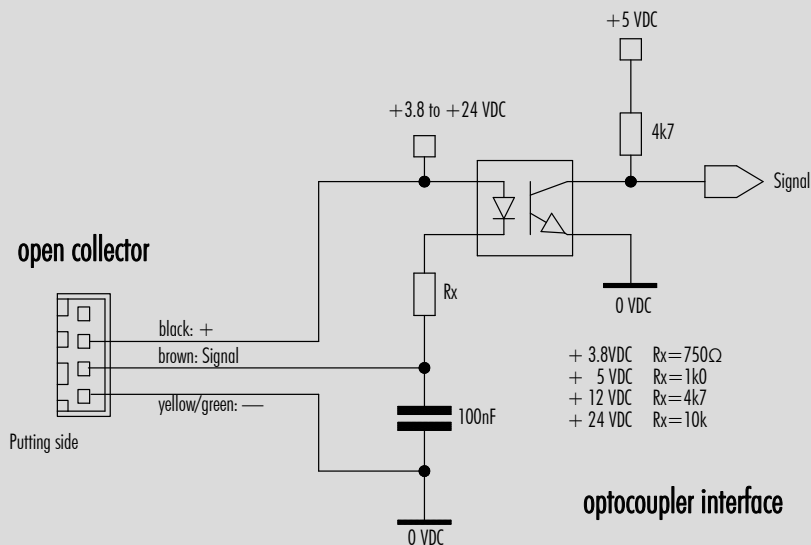 +5 VDC
+3.8 to +24 VDC
4k7
Signal
open collector
Rx
0 VDC
black: +
brown: Signal
yellow/green: —
100nF
Putting side
+ 3.8VDC Rx=750Ω
+ 5 VDC Rx=1k0
+ 12 VDC Rx=4k7
+ 24 VDC Rx=10k
optocoupler interface
0 VDC